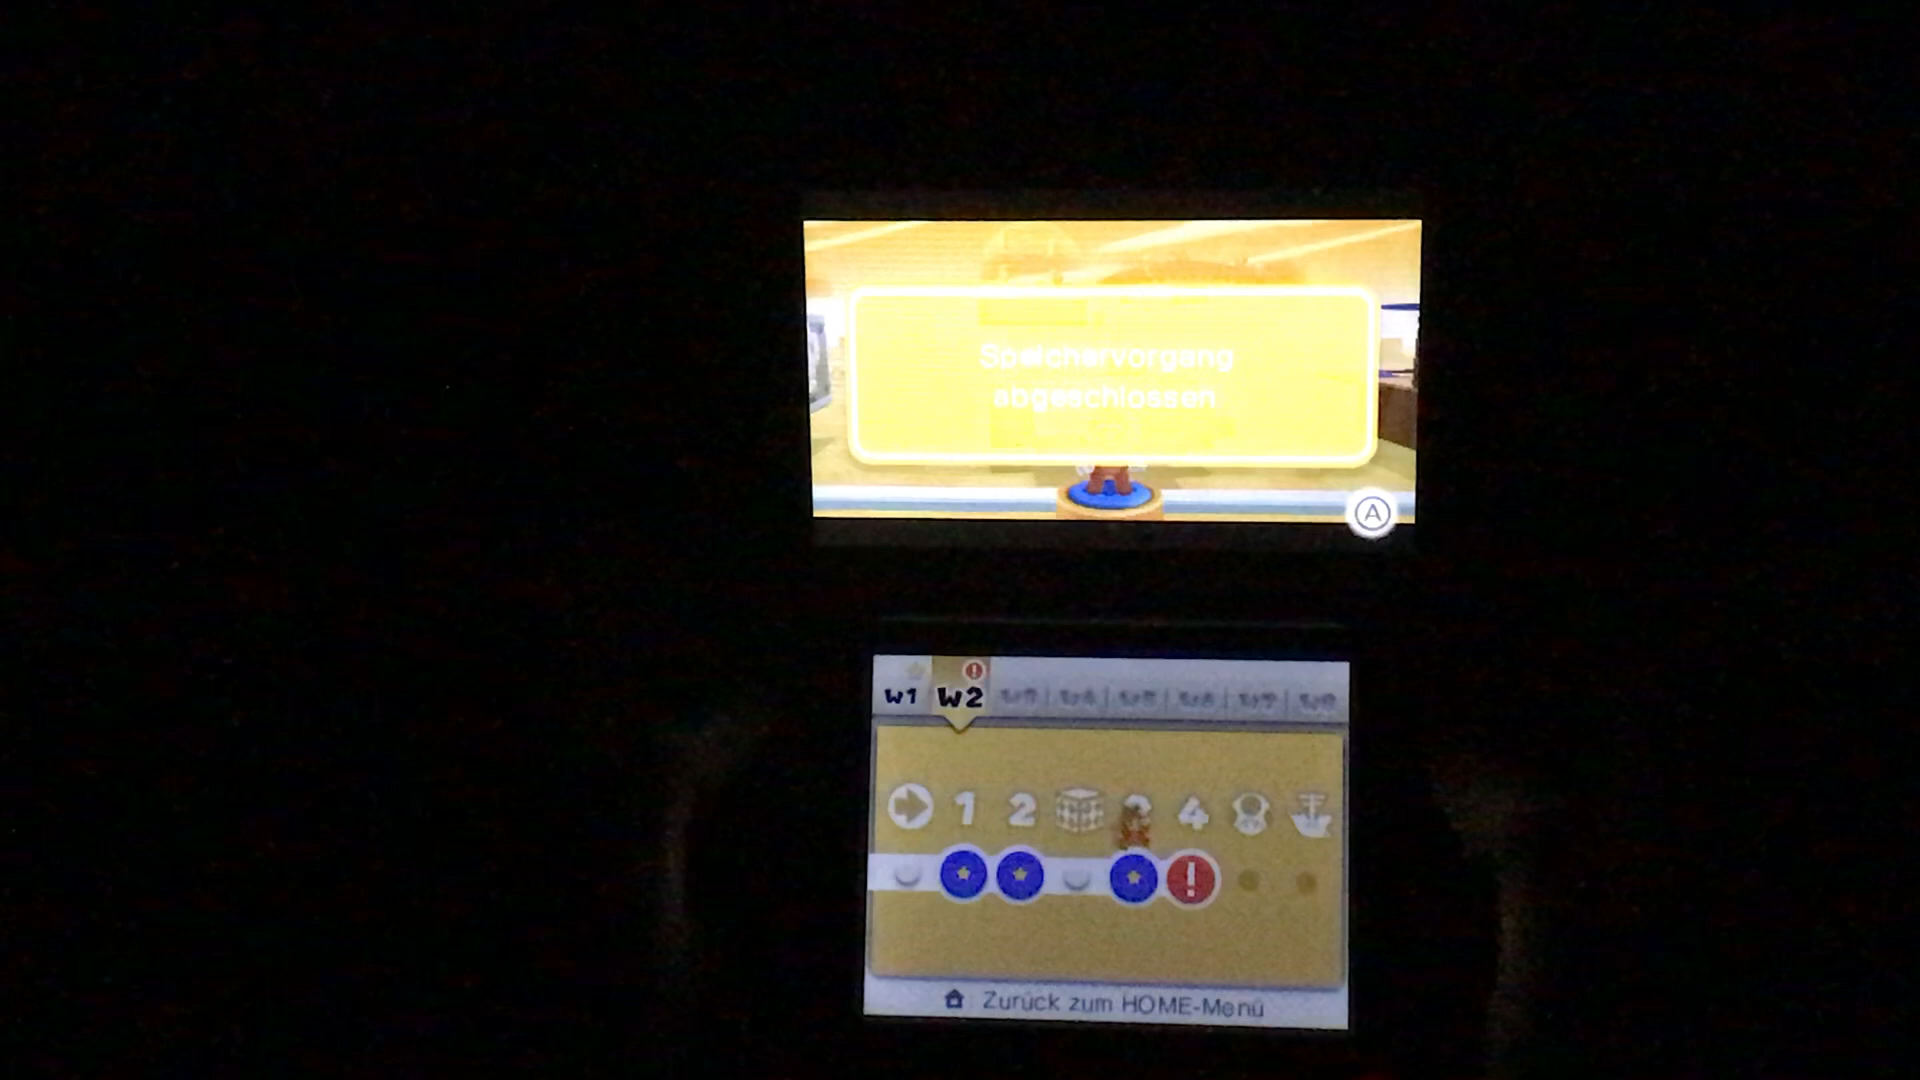 Speichervorgang
abgeschlossen
A
W1 W2
1 2 4
!
Zurück zum HOME-Menü